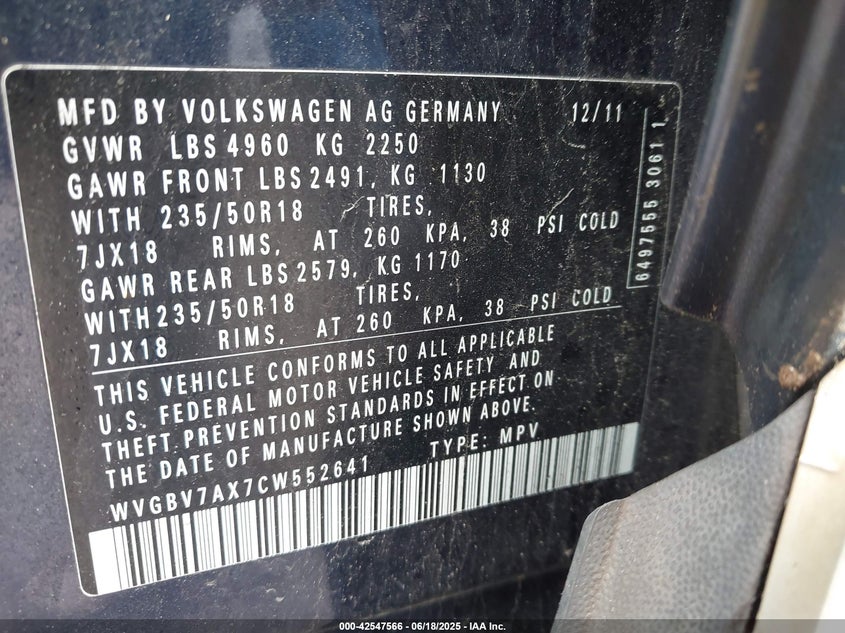 MFD BY VOLKSWAGEN AG GERMANY 12/11
GVWR LBS 4960 KG 2250
GAWR FRONT LBS 2491, KG 1130
WITH 235/50R18 TIRES,
7JX18 RIMS, AT 260 KPA, 38 PSI COLD
GAWR REAR LBS 2579, KG 1170
WITH 235/50R18 TIRES,
7JX18 RIMS, AT 260 KPA, 38 PSI COLD
THIS VEHICLE CONFORMS TO ALL APPLICABLE
U.S. FEDERAL MOTOR VEHICLE SAFETY AND
THEFT PREVENTION STANDARDS IN EFFECT ON
THE DATE OF MANUFACTURE SHOWN ABOVE.
WVGBV7AX7CW552641 TYPE: MPV
6497555 3061 1
000-42547566 - 06/18/2025 - IAA Inc.